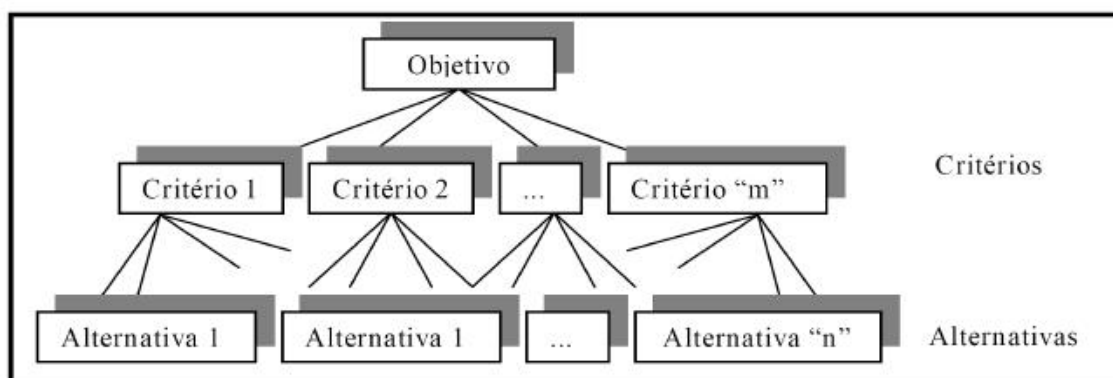 Objetivo
Critério 1 Critério 2 ... Critério “m” Critérios
Alternativa 1 Alternativa 1 ... Alternativa “n” Alternativas